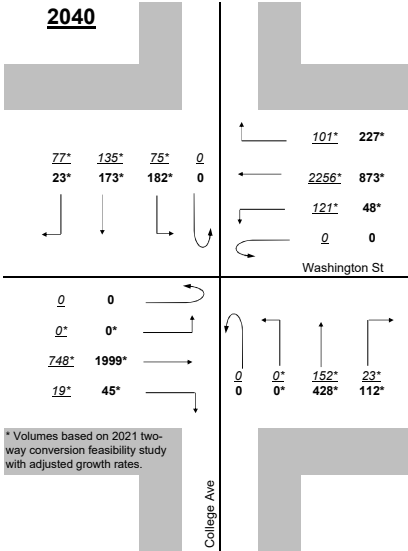 2040
101* 227*
77* 135* 75* 0
23* 173* 182* 0
2256* 873*
121* 48*
0 0
Washington St
0 0
0* 0*
748* 1999*
19* 45*
0 0* 152* 23*
0 0* 428* 112*
* Volumes based on 2021 two-
way conversion feasibility study
with adjusted growth rates.
College Ave